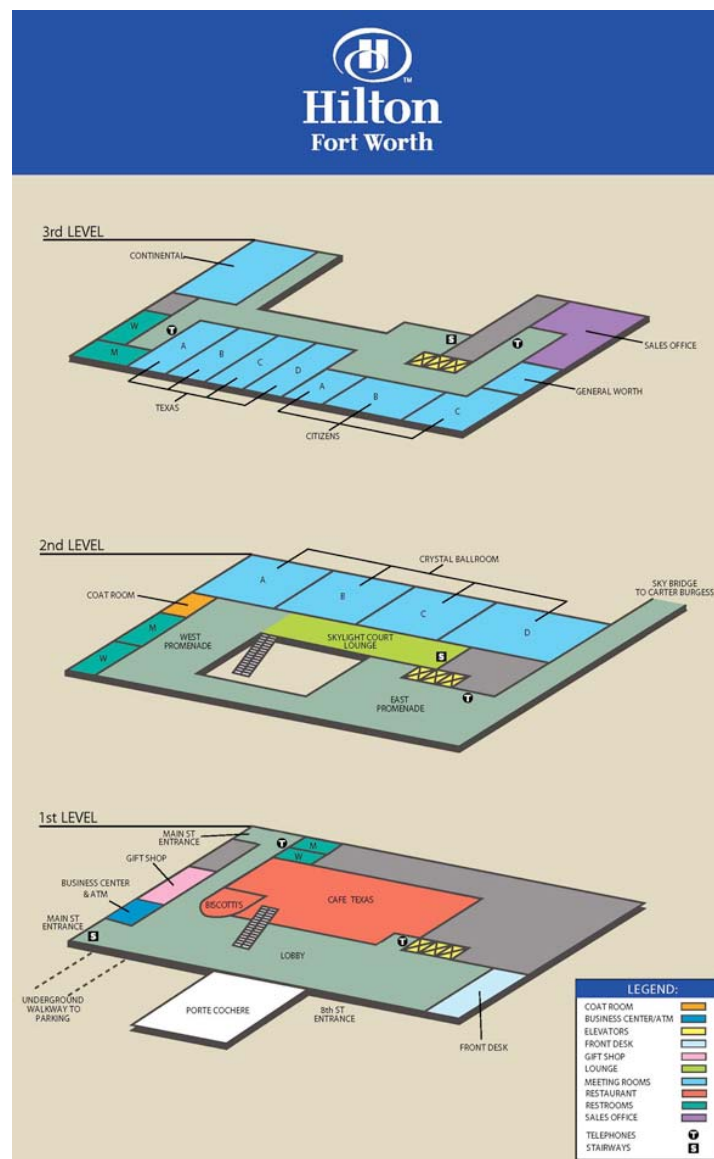 H
TM
Hilton
Fort Worth
3rd LEVEL
CONTINENTAL
W
M
T
A
B
C
D
A
B
C
S
T
SALES OFFICE
GENERAL WORTH
TEXAS
CITIZENS
2nd LEVEL
CRYSTAL BALLROOM
SKY BRIDGE
TO CARTER BURGESS
COAT ROOM
A
B
C
D
M
W
WEST
PROMENADE
SKYLIGHT COURT
LOUNGE
S
EAST
PROMENADE
T
1st LEVEL
MAIN ST
ENTRANCE
T
M
W
GIFT SHOP
BUSINESS CENTER
& ATM
BISCOTTI'S
CAFE TEXAS
MAIN ST
ENTRANCE
S
T
LOBBY
UNDERGROUND
WALKWAY TO
PARKING
PORTE COCHERE
8th ST
ENTRANCE
FRONT DESK
LEGEND:
COAT ROOM
BUSINESS CENTER/ATM
ELEVATORS
FRONT DESK
GIFT SHOP
LOUNGE
MEETING ROOMS
RESTAURANT
RESTROOMS
SALES OFFICE
TELEPHONES T
STAIRWAYS S